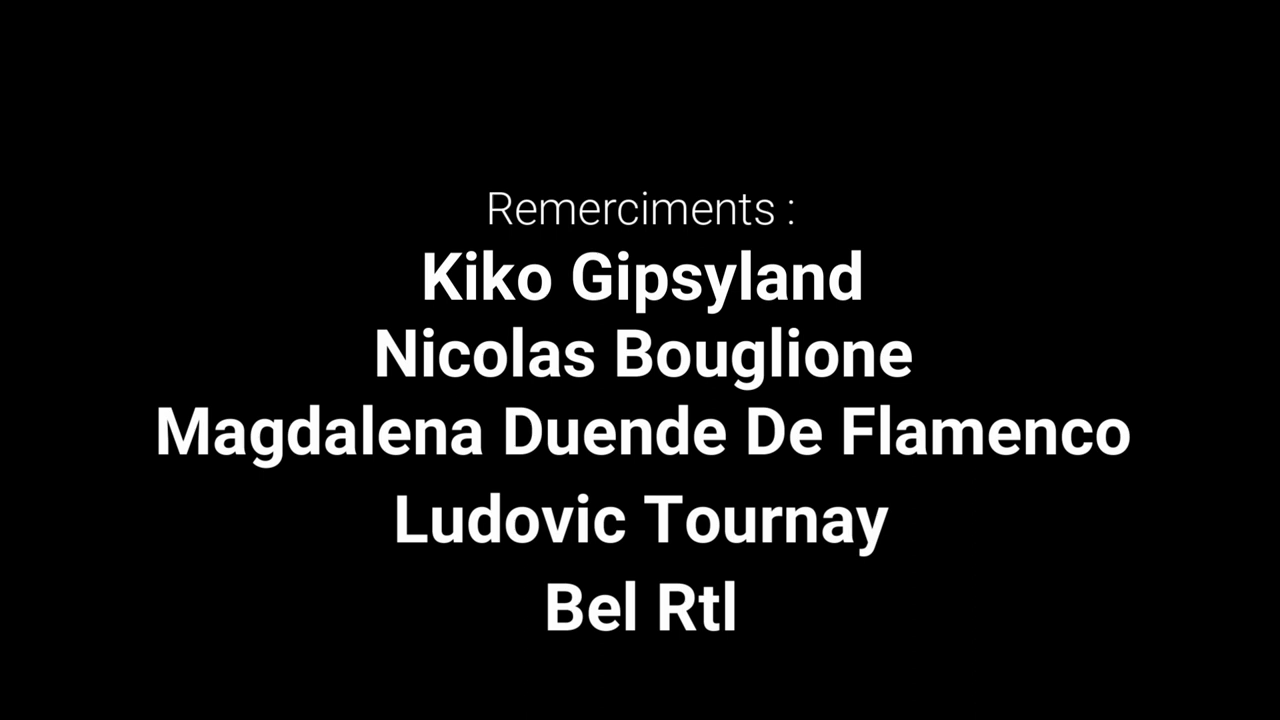 Remerciments :
Kiko Gipsyland
Nicolas Bouglione
Magdalena Duende De Flamenco
Ludovic Tournay
Bel Rtl